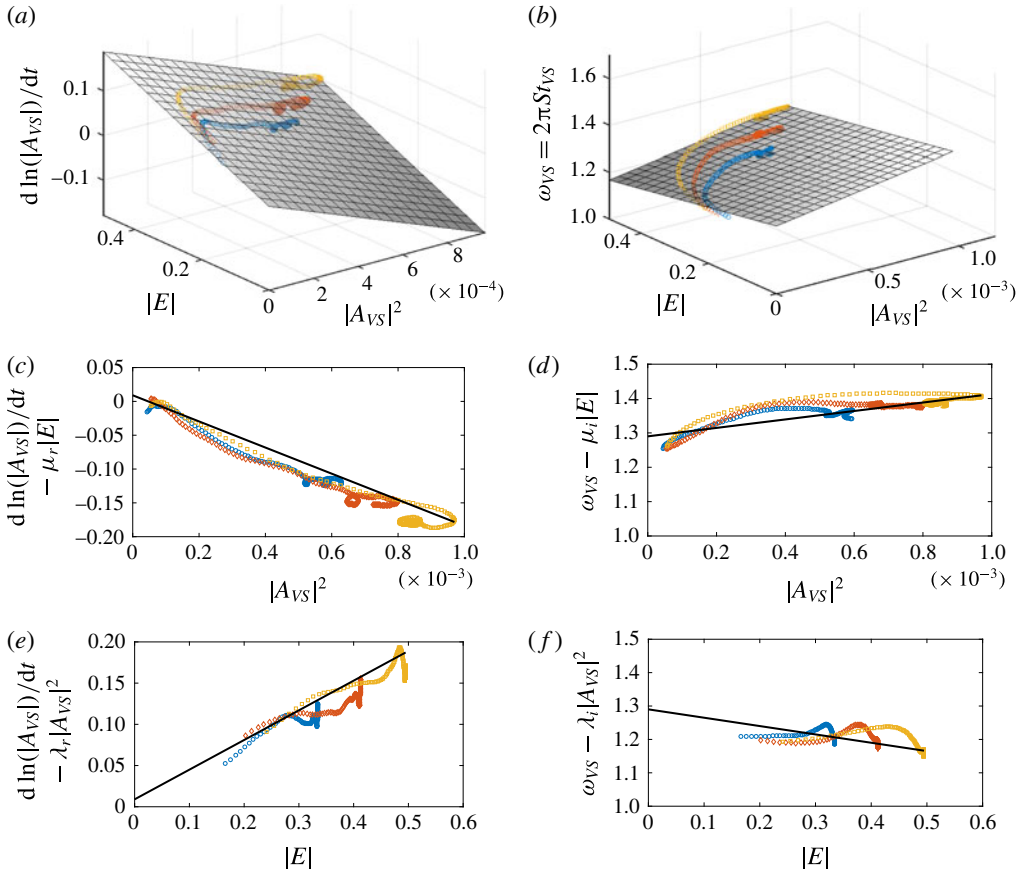 (a)
d ln(|A_VS|)/dt
0.1
0
−0.1
0.4
0.2
0
|E|
2
4
6
8
(× 10⁻⁴)
|A_VS|²
(b)
ω_VS = 2πSt_VS
1.6
1.4
1.2
1.0
0.4
0.2
0
|E|
0.5
1.0
(× 10⁻³)
|A_VS|²
(c)
d ln(|A_VS|)/dt
− μ_r|E|
0.05
0
−0.05
−0.10
−0.15
−0.20
0 0.2 0.4 0.6 0.8 1.0
(× 10⁻³)
|A_VS|²
(d)
ω_VS − μ_i|E|
1.5
1.4
1.3
1.2
1.1
1.0
0 0.2 0.4 0.6 0.8 1.0
(× 10⁻³)
|A_VS|²
(e)
d ln(|A_VS|)/dt
− λ_r|A_VS|²
0.20
0.15
0.10
0.05
0
0 0.1 0.2 0.3 0.4 0.5 0.6
|E|
(f)
ω_VS − λ_i|A_VS|²
1.5
1.4
1.3
1.2
1.1
1.0
0 0.1 0.2 0.3 0.4 0.5 0.6
|E|